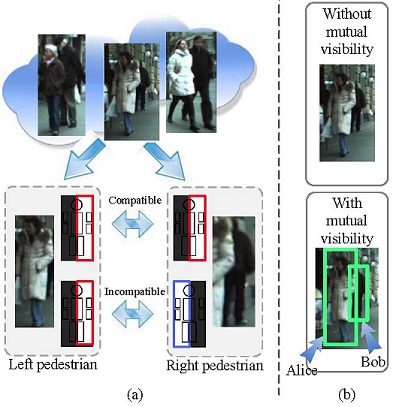 Without
mutual
visibility
Compatible
Incompatible
Left pedestrian
Right pedestrian
With
mutual
visibility
Alice
Bob
(a)
(b)